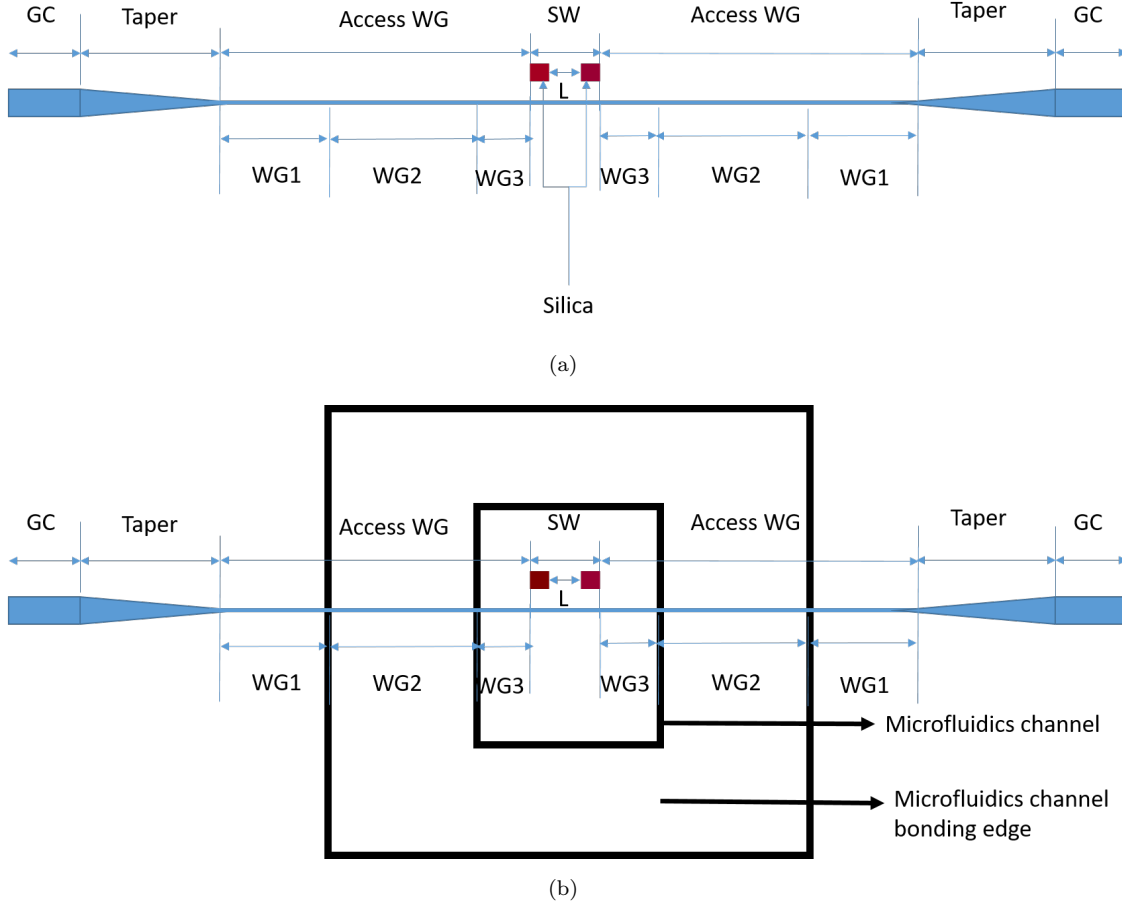 GC Taper Access WG SW Access WG Taper GC
L
WG1 WG2 WG3 WG3 WG2 WG1
Silica
(a)
GC Taper Access WG SW Access WG Taper GC
L
WG1 WG2 WG3 WG3 WG2 WG1
Microfluidics channel
Microfluidics channel
bonding edge
(b)